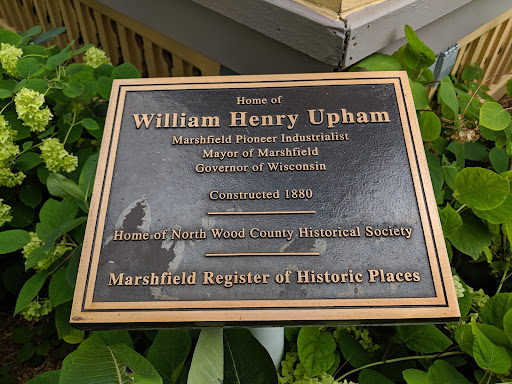 Home of
William Henry Upham
Marshfield Pioneer Industrialist
Mayor of Marshfield
Governor of Wisconsin
Constructed 1880
Home of North Wood County Historical Society
Marshfield Register of Historic Places